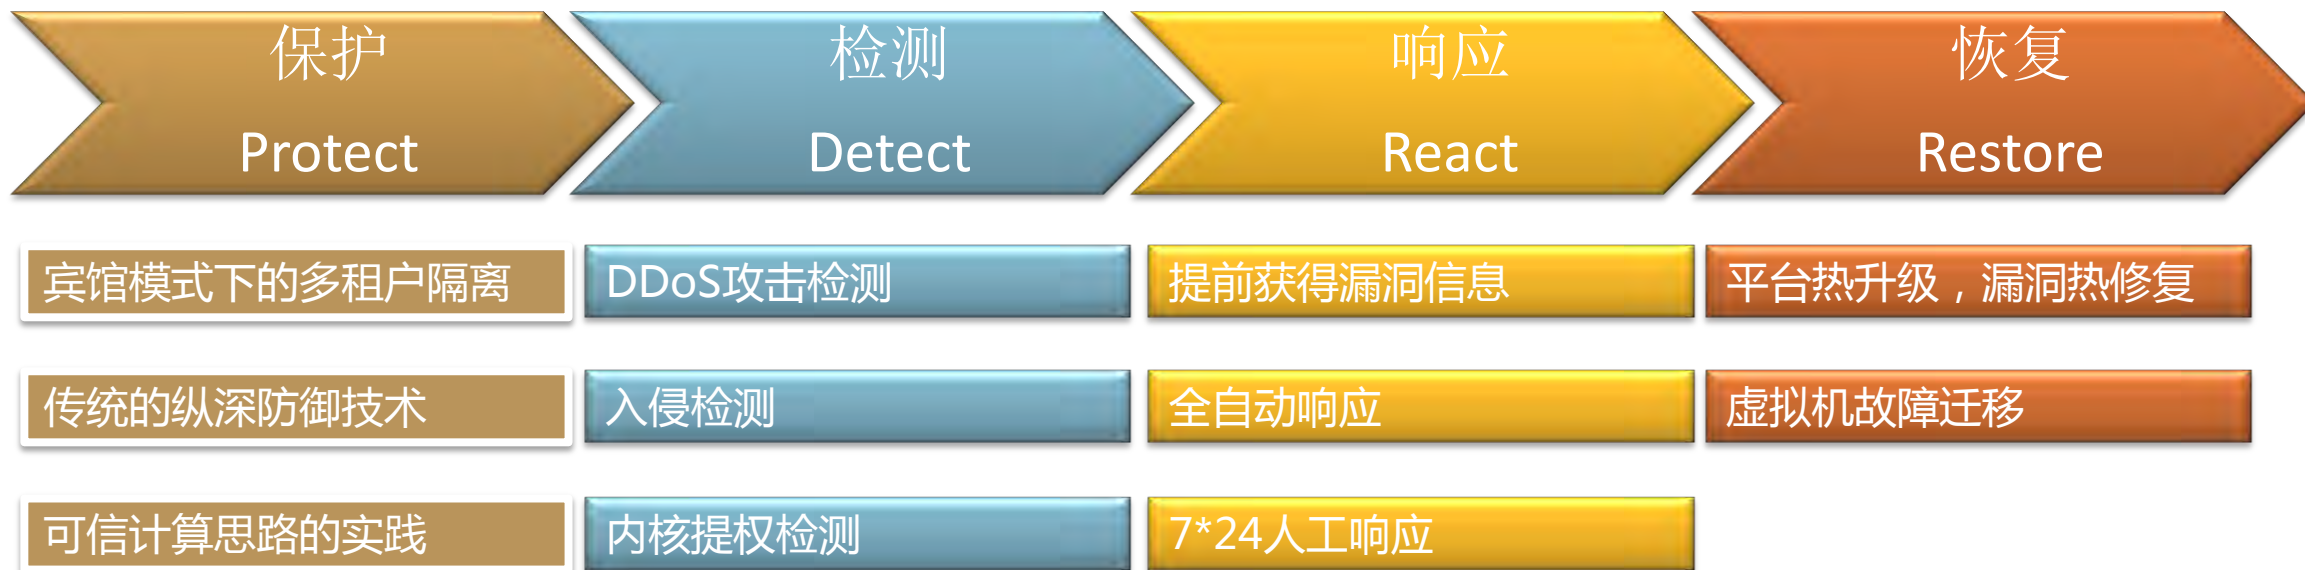 保护
Protect
检测
Detect
响应
React
恢复
Restore
宾馆模式下的多租户隔离
DDoS攻击检测
提前获得漏洞信息
平台热升级，漏洞热修复
传统的纵深防御技术
入侵检测
全自动响应
虚拟机故障迁移
可信计算思路的实践
内核提权检测
7*24人工响应